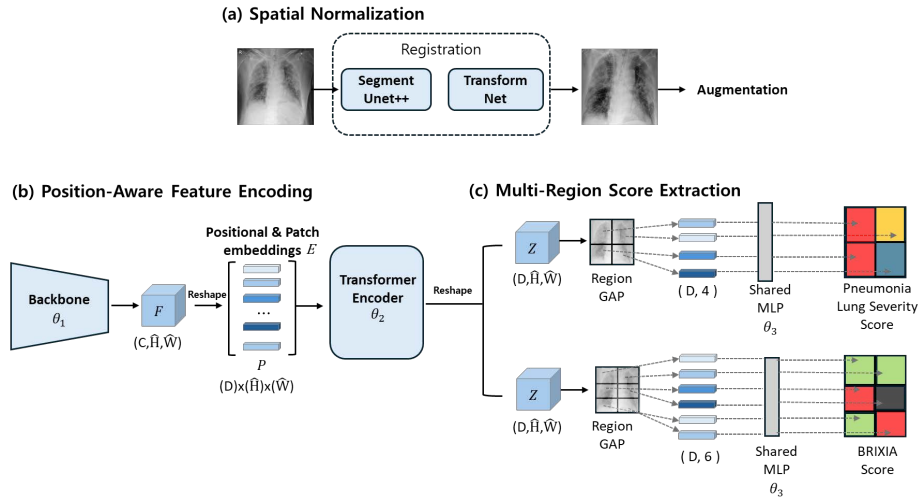 (a) Spatial Normalization
Registration
Segment
Unet++
Transform
Net
Augmentation
(b) Position-Aware Feature Encoding
Backbone
θ₁
F
(C,Ĥ,Ŵ)
Reshape
Positional & Patch
embeddings E
...
P
(D)x(Ĥ)x(Ŵ)
Transformer
Encoder
θ₂
Reshape
(c) Multi-Region Score Extraction
Z
(D,Ĥ,Ŵ)
Region
GAP
( D, 4 )
Shared
MLP
θ₃
Pneumonia
Lung Severity
Score
Z
(D,Ĥ,Ŵ)
Region
GAP
( D, 6 )
Shared
MLP
θ₃
BRIXIA
Score